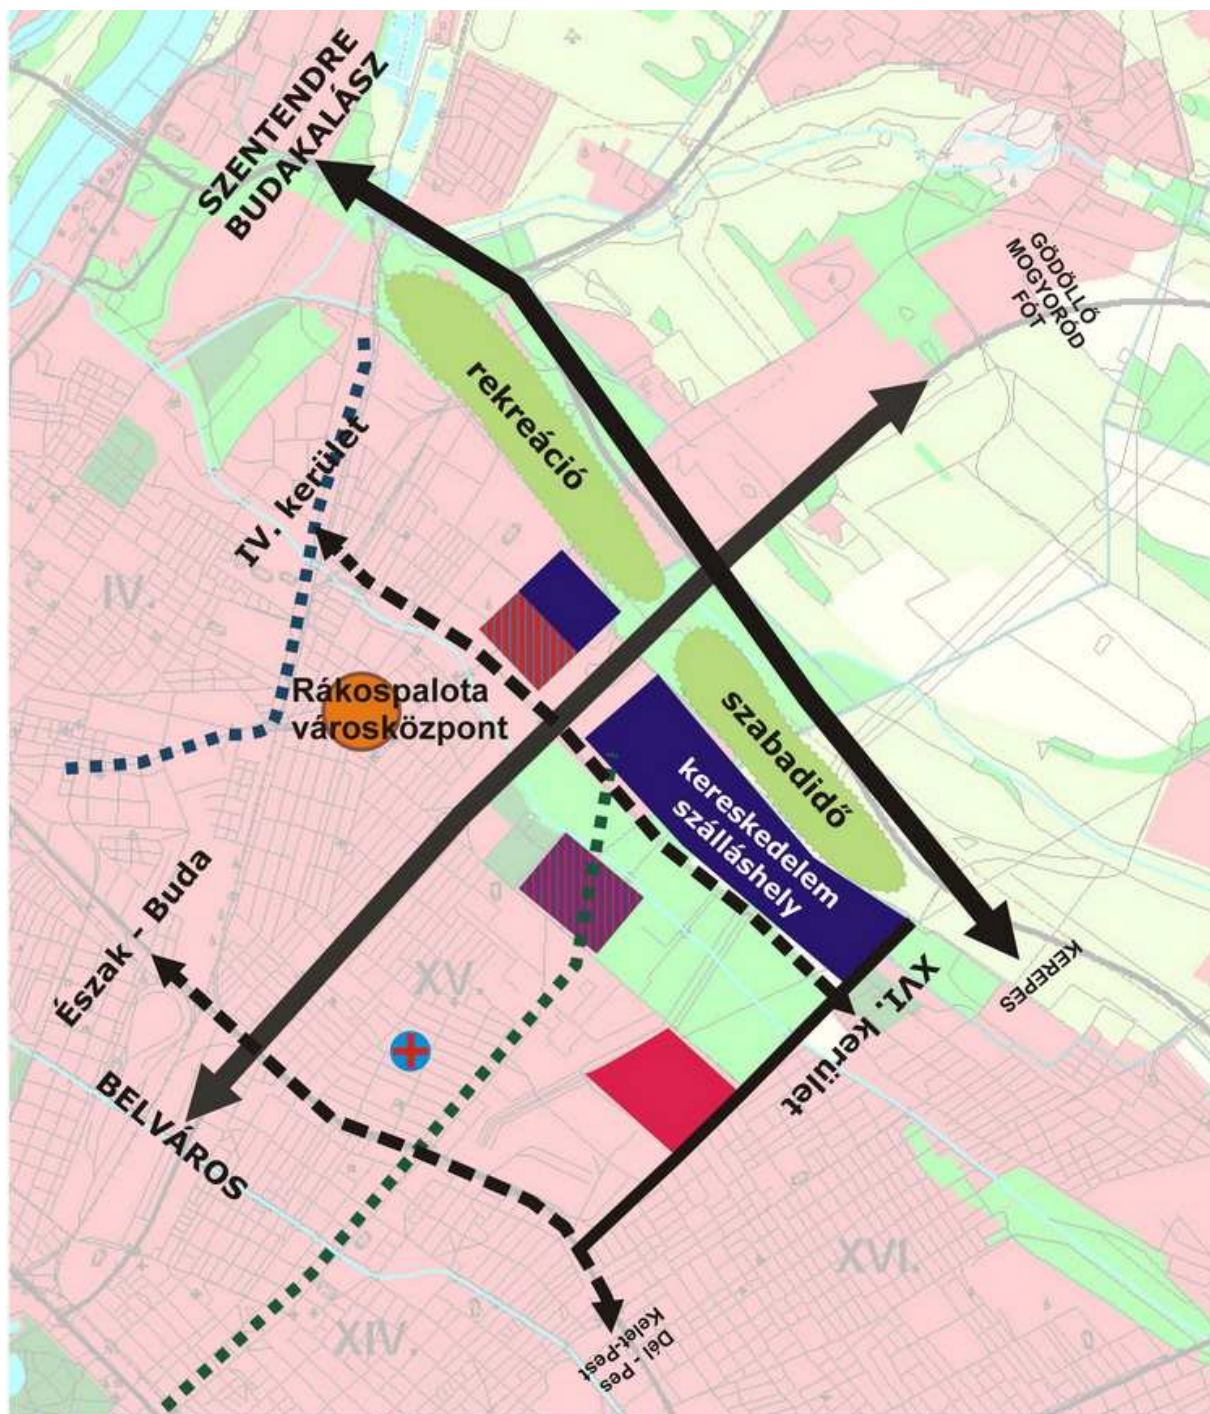 SZENTENDRE
BUDAKALÁSZ
GÖDÖLLŐ
MOGYORÓD
FÓT
rekreáció
IV. kerület
IV.
Rákospalota
városközpont
szabadidő
kereskedelem
szálláshely
Észak - Buda
XV.
KEREPES
XVI. kerület
BELVÁROS
XVI.
XIV.
Dél - Pes
Kelet-Pest